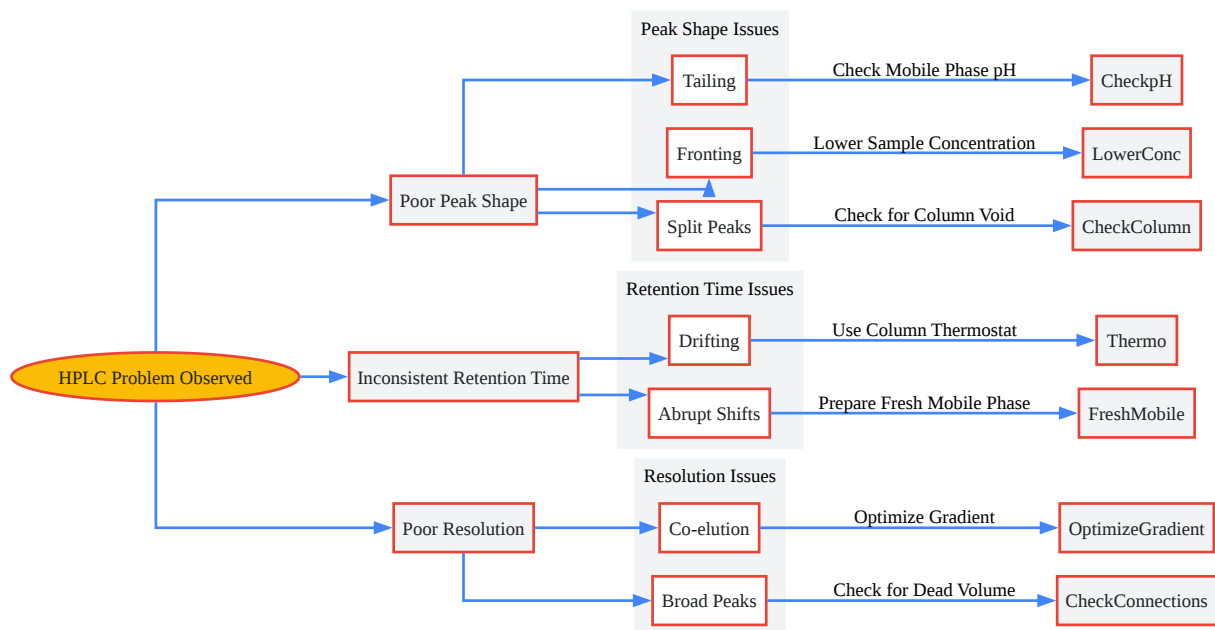 Peak Shape Issues
Tailing
Check Mobile Phase pH
CheckpH
Fronting
Lower Sample Concentration
LowerConc
Poor Peak Shape
Split Peaks
Check for Column Void
CheckColumn
Retention Time Issues
Drifting
Use Column Thermostat
Thermo
HPLC Problem Observed
Inconsistent Retention Time
Abrupt Shifts
Prepare Fresh Mobile Phase
FreshMobile
Resolution Issues
Poor Resolution
Co-elution
Optimize Gradient
OptimizeGradient
Broad Peaks
Check for Dead Volume
CheckConnections